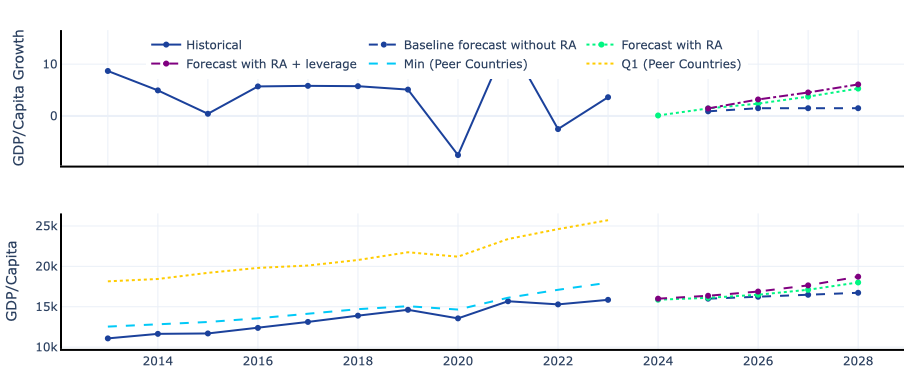 Historical
Baseline forecast without RA
Forecast with RA
Forecast with RA + leverage
Min (Peer Countries)
Q1 (Peer Countries)
GDP/Capita Growth
10
0
GDP/Capita
25k
20k
15k
10k
2014
2016
2018
2020
2022
2024
2026
2028